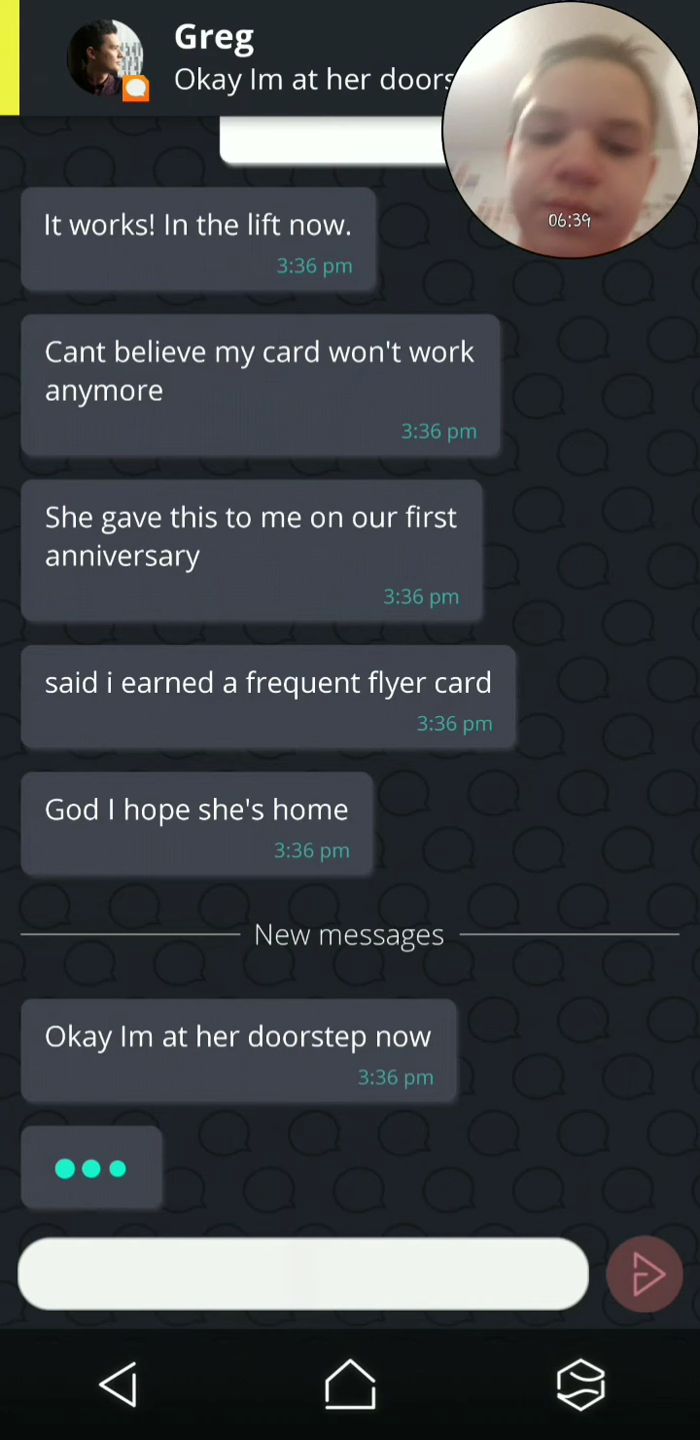 Greg
Okay Im at her doors
06:39
It works! In the lift now.
3:36 pm
Cant believe my card won't work
anymore
3:36 pm
She gave this to me on our first
anniversary
3:36 pm
said i earned a frequent flyer card
3:36 pm
God I hope she's home
3:36 pm
New messages
Okay Im at her doorstep now
3:36 pm